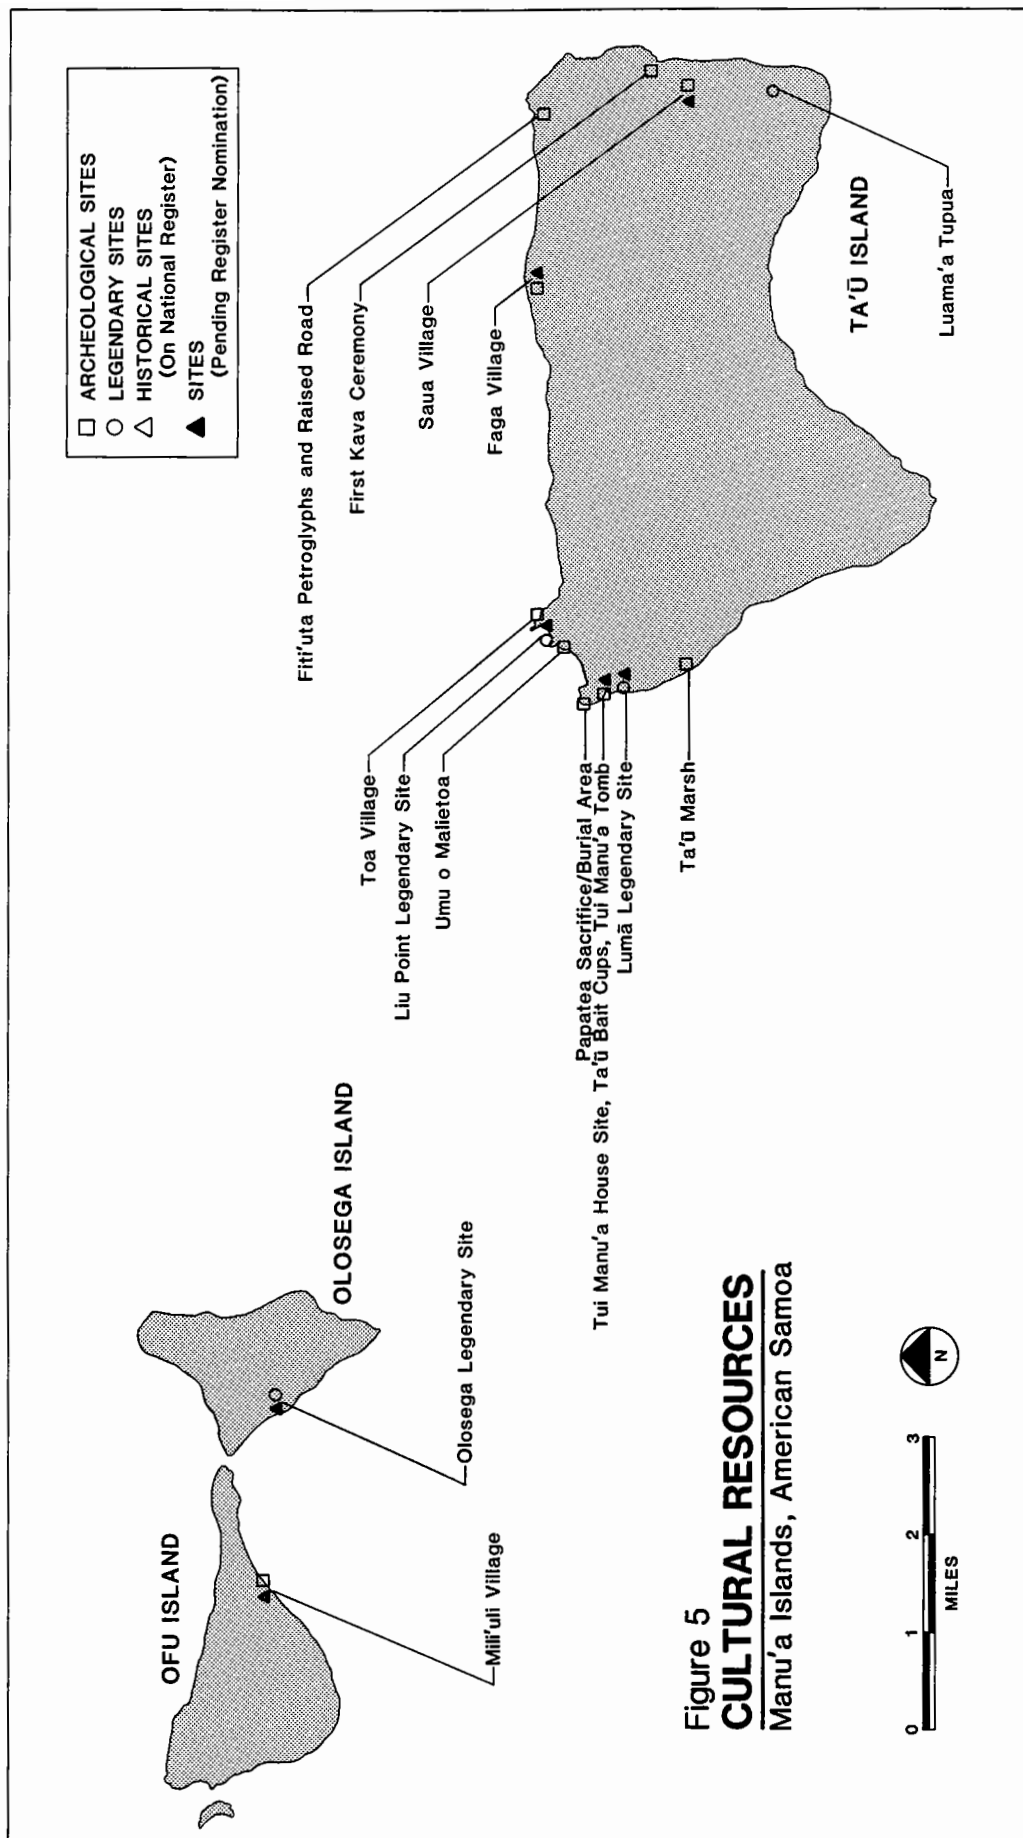 □ ARCHEOLOGICAL SITES
○ LEGENDARY SITES
△ HISTORICAL SITES
(On National Register)
▲ SITES
(Pending Register Nomination)
OFU ISLAND
OLOSEGA ISLAND
Mili'uli Village
Olosega Legendary Site
Fiti'uta Petroglyphs and Raised Road
First Kava Ceremony
Saua Village
Faga Village
Toa Village
Liu Point Legendary Site
Umu o Malietoa
Papatea Sacrifice/Burial Area
Tui Manu'a House Site, Ta'ū Bait Cups, Tui Manu'a Tomb
Lumā Legendary Site
Ta'ū Marsh
TA'Ū ISLAND
Luama'a Tupua
Figure 5
CULTURAL RESOURCES
Manu'a Islands, American Samoa
0 1 2 3
MILES
N